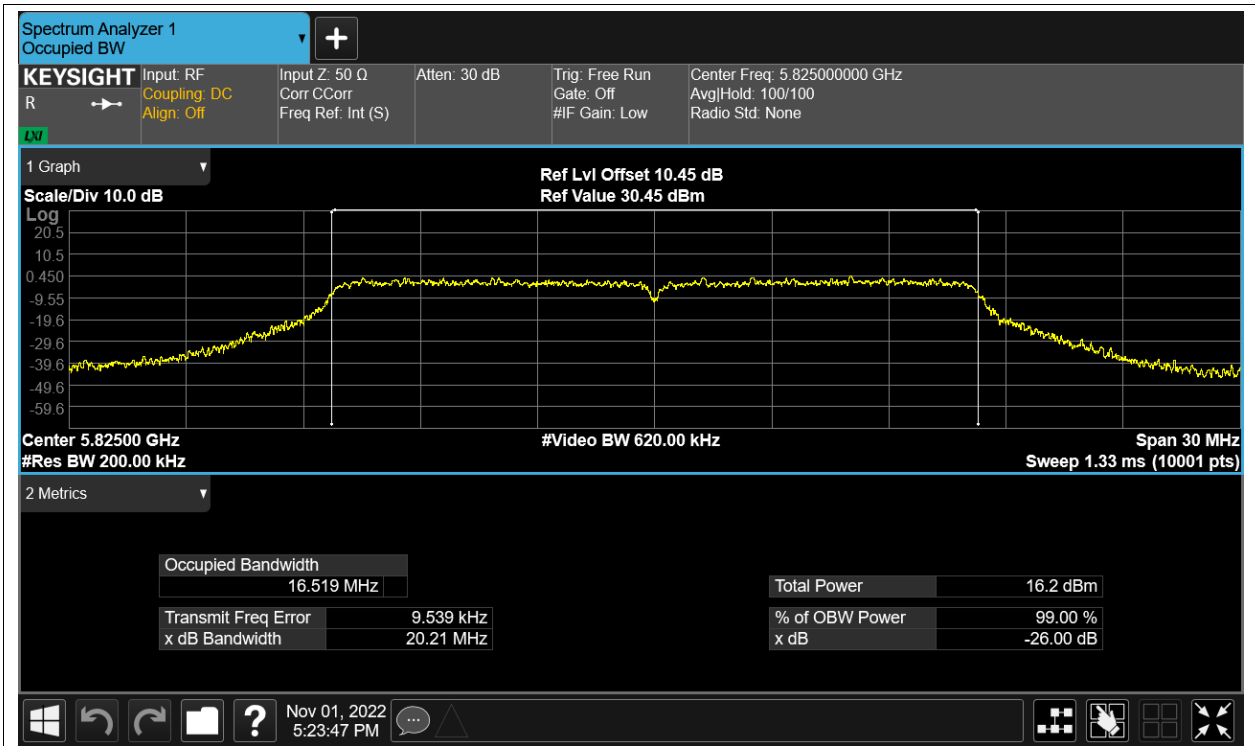 Spectrum Analyzer 1
Occupied BW
KEYSIGHT
R
LXI
Input: RF
Coupling: DC
Align: Off
Input Z: 50 Ω
Corr CCorr
Freq Ref: Int (S)
Atten: 30 dB
Trig: Free Run
Gate: Off
#IF Gain: Low
Center Freq: 5.825000000 GHz
Avg|Hold: 100/100
Radio Std: None
1 Graph
Scale/Div 10.0 dB
Ref Lvl Offset 10.45 dB
Ref Value 30.45 dBm
Log
20.5
10.5
0.450
-9.55
-19.6
-29.6
-39.6
-49.6
-59.6
Center 5.82500 GHz
#Res BW 200.00 kHz
#Video BW 620.00 kHz
Span 30 MHz
Sweep 1.33 ms (10001 pts)
2 Metrics
Occupied Bandwidth
16.519 MHz
Transmit Freq Error 9.539 kHz
x dB Bandwidth 20.21 MHz
Total Power 16.2 dBm
% of OBW Power 99.00 %
x dB -26.00 dB
?
Nov 01, 2022
5:23:47 PM